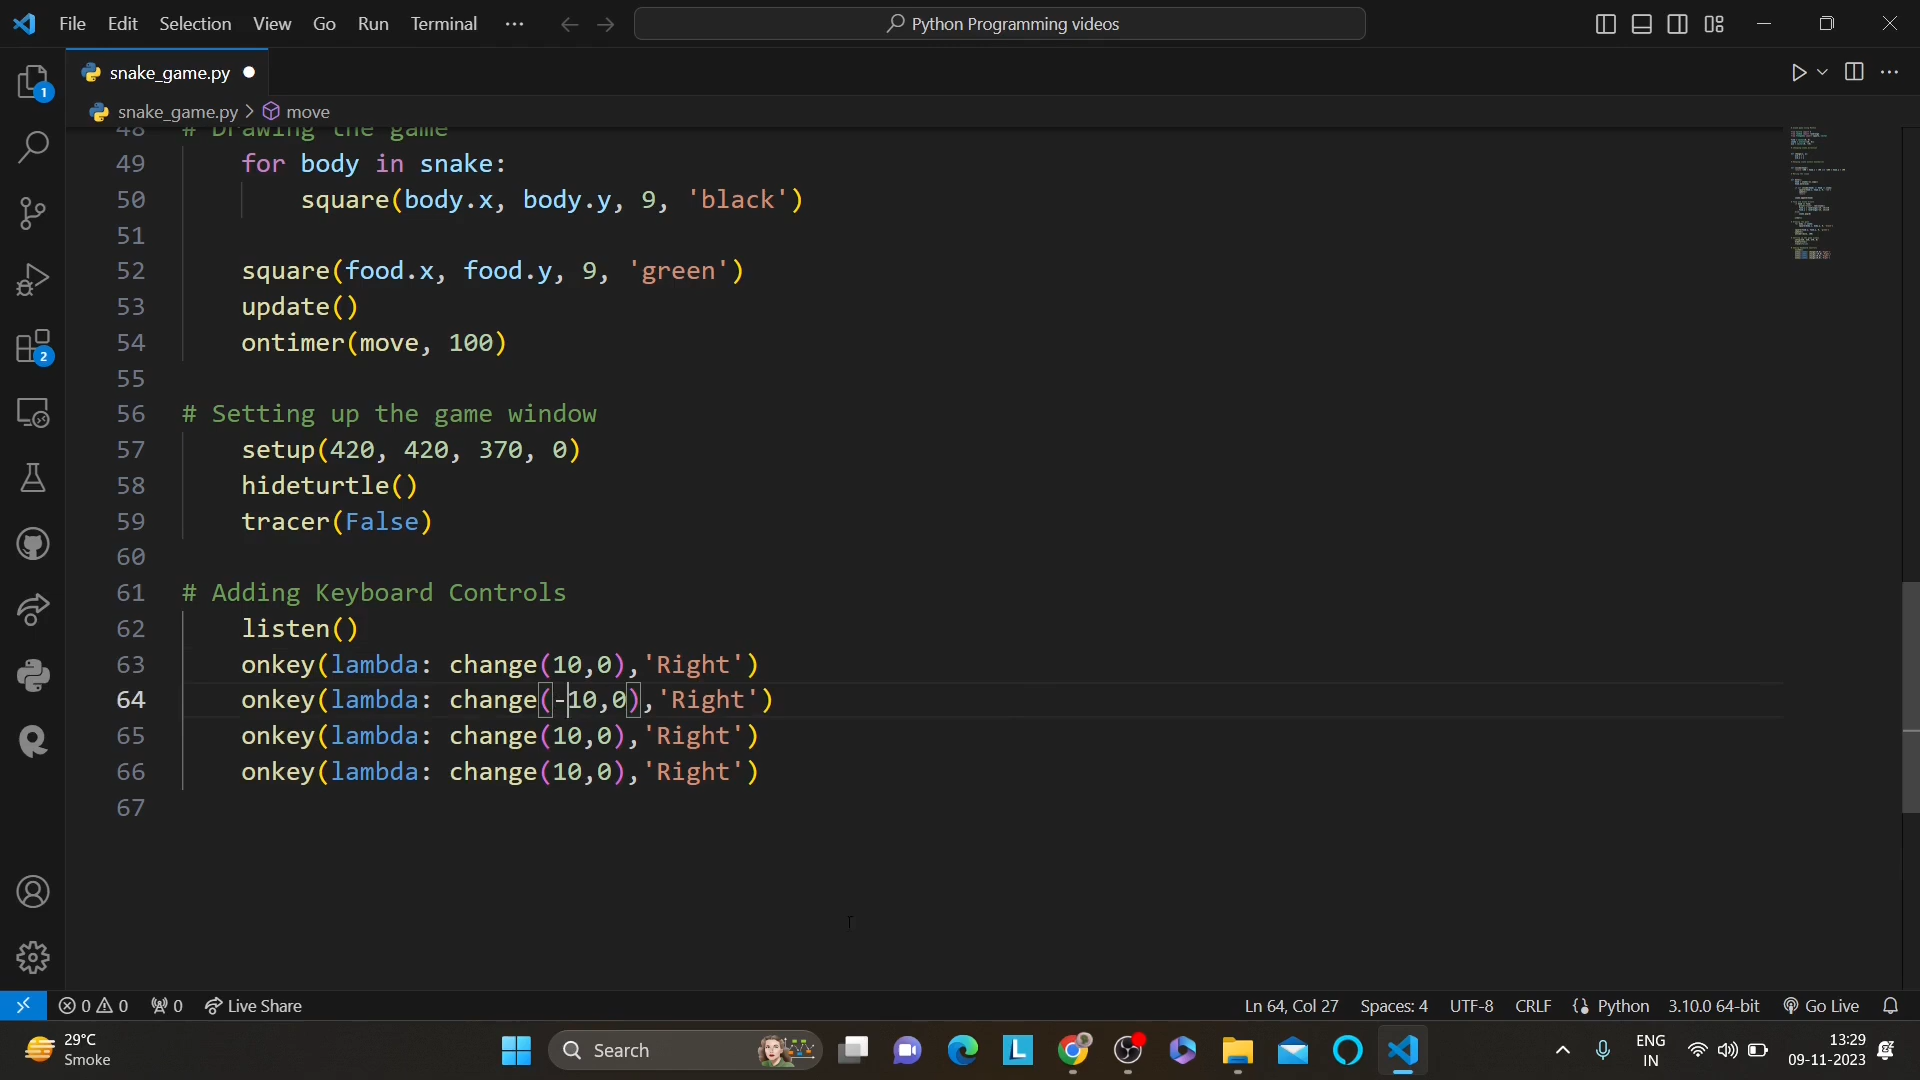 File Edit Selection View Go Run Terminal ···
Python Programming videos
snake_game.py
snake_game.py > move
48 # Drawing the game
49 for body in snake:
50 square(body.x, body.y, 9, 'black')
51
52 square(food.x, food.y, 9, 'green')
53 update()
54 ontimer(move, 100)
55
56 # Setting up the game window
57 setup(420, 420, 370, 0)
58 hideturtle()
59 tracer(False)
60
61 # Adding Keyboard Controls
62 listen()
63 onkey(lambda: change(10,0),'Right')
64 onkey(lambda: change(-10,0),'Right')
65 onkey(lambda: change(10,0),'Right')
66 onkey(lambda: change(10,0),'Right')
67
1
2
0 0 0 Live Share Ln 64, Col 27 Spaces: 4 UTF-8 CRLF {} Python 3.10.0 64-bit Go Live
29°C
Smoke
Search
L
ENG
IN
13:29
09-11-2023